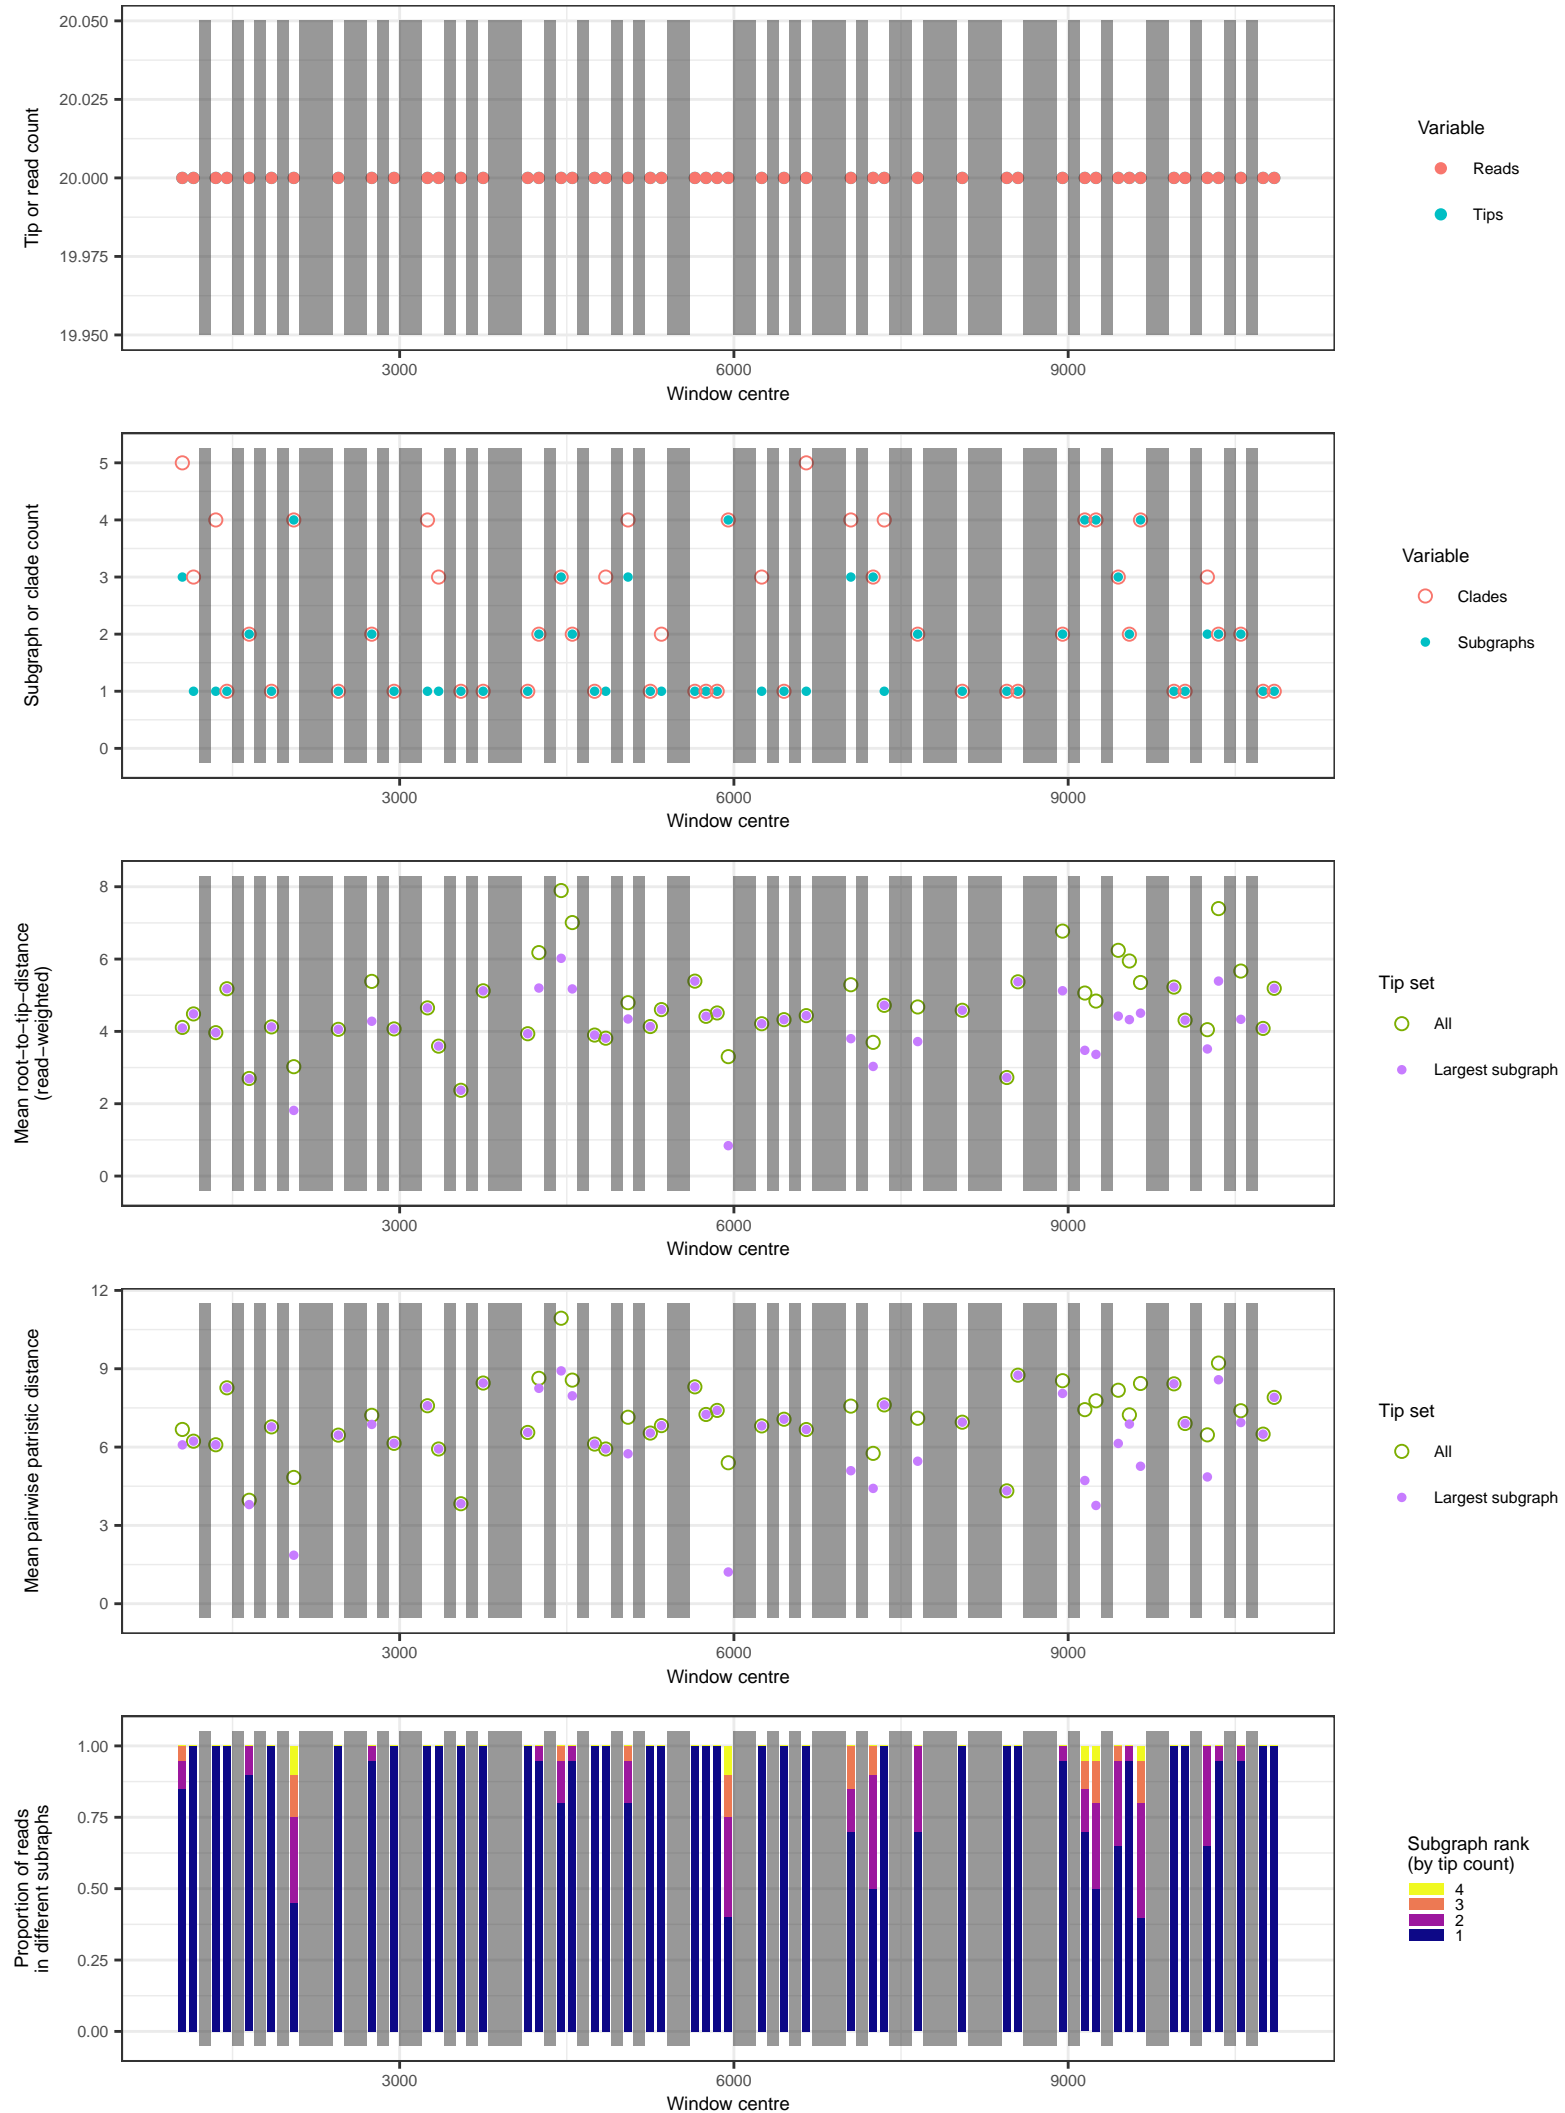 20.050
20.025
20.000
19.975
19.950
Tip or read count
3000
6000
9000
Window centre
Variable
Reads
Tips
5
4
3
2
1
0
Subgraph or clade count
3000
6000
9000
Window centre
Variable
Clades
Subgraphs
8
6
4
2
0
Mean root−to−tip−distance
(read−weighted)
3000
6000
9000
Window centre
Tip set
All
Largest subgraph
12
9
6
3
0
Mean pairwise patristic distance
3000
6000
9000
Window centre
Tip set
All
Largest subgraph
1.00
0.75
0.50
0.25
0.00
Proportion of reads
in different subraphs
3000
6000
9000
Window centre
Subgraph rank
(by tip count)
4
3
2
1